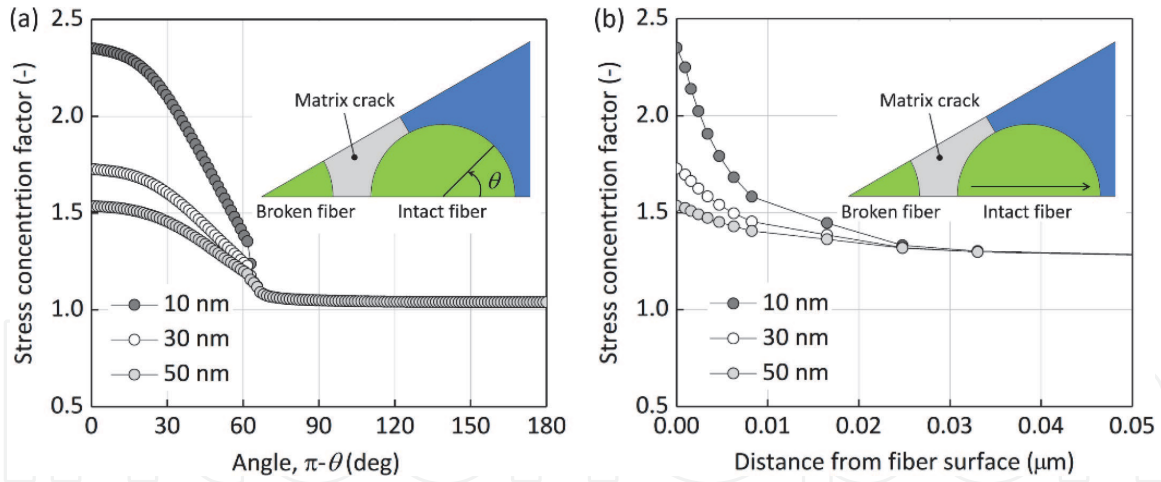 (a)
2.5
2.0
1.5
1.0
0.5
Stress concentrtion factor (-)
Matrix crack
Broken fiber
Intact fiber
θ
10 nm
30 nm
50 nm
0 30 60 90 120 150 180
Angle, π-θ (deg)
(b)
2.5
2.0
1.5
1.0
0.5
Stress concentrtion factor (-)
Matrix crack
Broken fiber
Intact fiber
10 nm
30 nm
50 nm
0.00 0.01 0.02 0.03 0.04 0.05
Distance from fiber surface (μm)